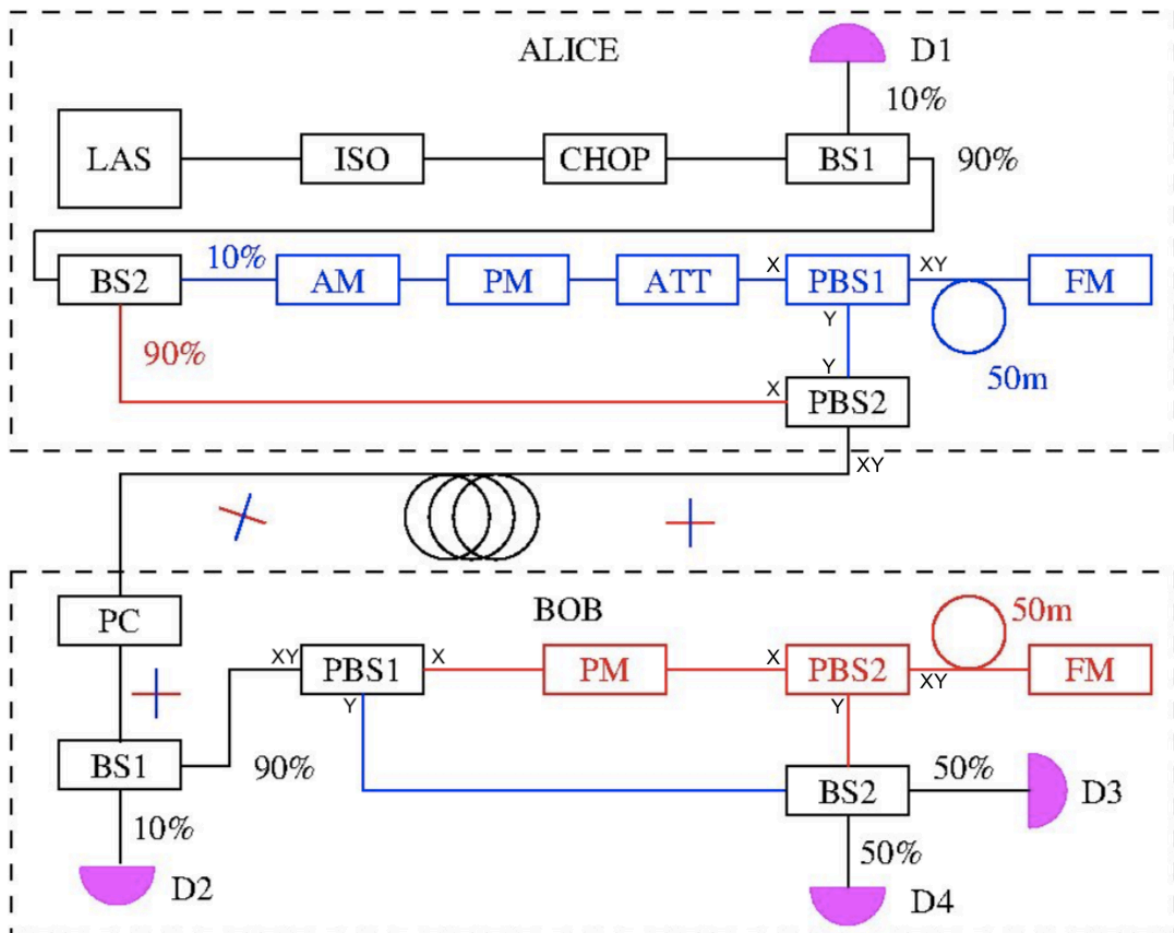 ALICE
D1
10%
LAS
ISO
CHOP
BS1
90%
BS2
10%
AM
PM
ATT
X
PBS1
XY
FM
Y
50m
90%
Y
X
PBS2
XY
PC
BOB
50m
XY
PBS1
X
PM
X
PBS2
XY
FM
Y
Y
BS1
90%
BS2
50%
D3
10%
50%
D2
D4